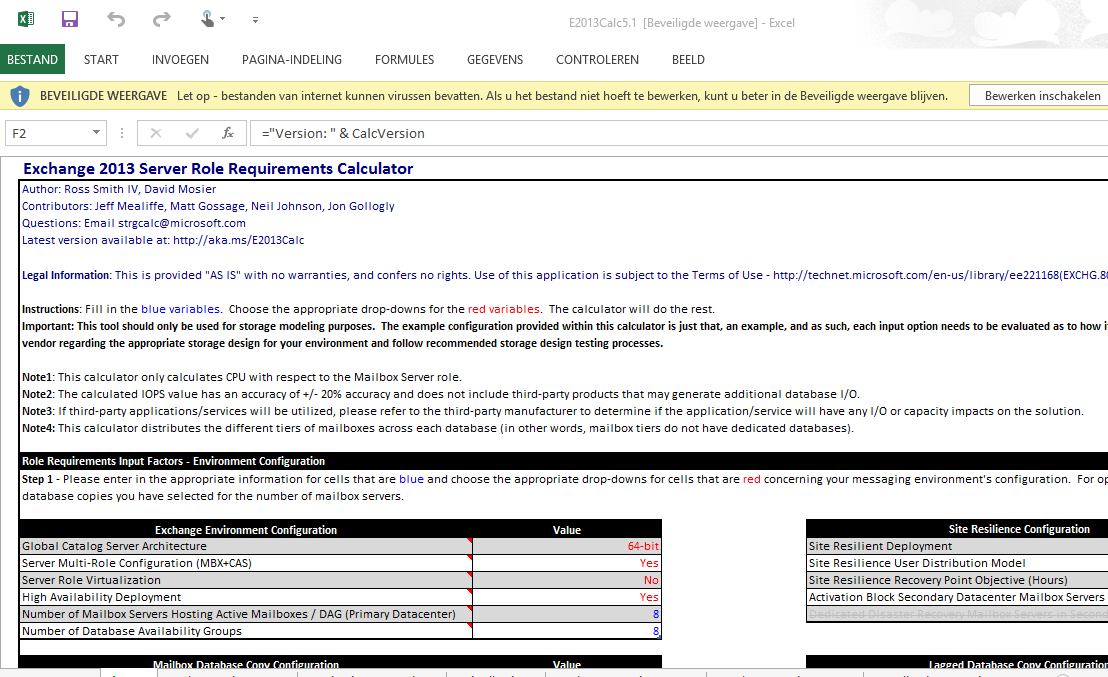 E2013Calc5.1 [Beveiligde weergave] - Excel
BESTAND START INVOEGEN PAGINA-INDELING FORMULES GEGEVENS CONTROLEREN BEELD
BEVEILIGDE WEERGAVE Let op - bestanden van internet kunnen virussen bevatten. Als u het bestand niet hoeft te bewerken, kunt u beter in de Beveiligde weergave blijven. Bewerken inschakelen
F2 fx ="Version: " & CalcVersion
Exchange 2013 Server Role Requirements Calculator
Author: Ross Smith IV, David Mosier
Contributors: Jeff Mealiffe, Matt Gossage, Neil Johnson, Jon Gollogly
Questions: Email strgcalc@microsoft.com
Latest version available at: http://aka.ms/E2013Calc
Legal Information: This is provided "AS IS" with no warranties, and confers no rights. Use of this application is subject to the Terms of Use - http://technet.microsoft.com/en-us/library/ee221168(EXCHG.80
Instructions: Fill in the blue variables. Choose the appropriate drop-downs for the red variables. The calculator will do the rest.
Important: This tool should only be used for storage modeling purposes. The example configuration provided within this calculator is just that, an example, and as such, each input option needs to be evaluated as to how i
vendor regarding the appropriate storage design for your environment and follow recommended storage design testing processes.
Note1: This calculator only calculates CPU with respect to the Mailbox Server role.
Note2: The calculated IOPS value has an accuracy of +/- 20% accuracy and does not include third-party products that may generate additional database I/O.
Note3: If third-party applications/services will be utilized, please refer to the third-party manufacturer to determine if the application/service will have any I/O or capacity impacts on the solution.
Note4: This calculator distributes the different tiers of mailboxes across each database (in other words, mailbox tiers do not have dedicated databases).
Role Requirements Input Factors - Environment Configuration
Step 1 - Please enter in the appropriate information for cells that are blue and choose the appropriate drop-downs for cells that are red concerning your messaging environment's configuration. For op
database copies you have selected for the number of mailbox servers.
Exchange Environment Configuration Value Site Resilience Configuration
Global Catalog Server Architecture 64-bit Site Resilient Deployment
Server Multi-Role Configuration (MBX+CAS) Yes Site Resilience User Distribution Model
Server Role Virtualization No Site Resilience Recovery Point Objective (Hours)
High Availability Deployment Yes Activation Block Secondary Datacenter Mailbox Servers
Number of Mailbox Servers Hosting Active Mailboxes / DAG (Primary Datacenter) 8 Dedicated Disaster Recovery Mailbox Servers in Second
Number of Database Availability Groups 8
Mailbox Database Copy Configuration Value Lagged Database Copy Configuration